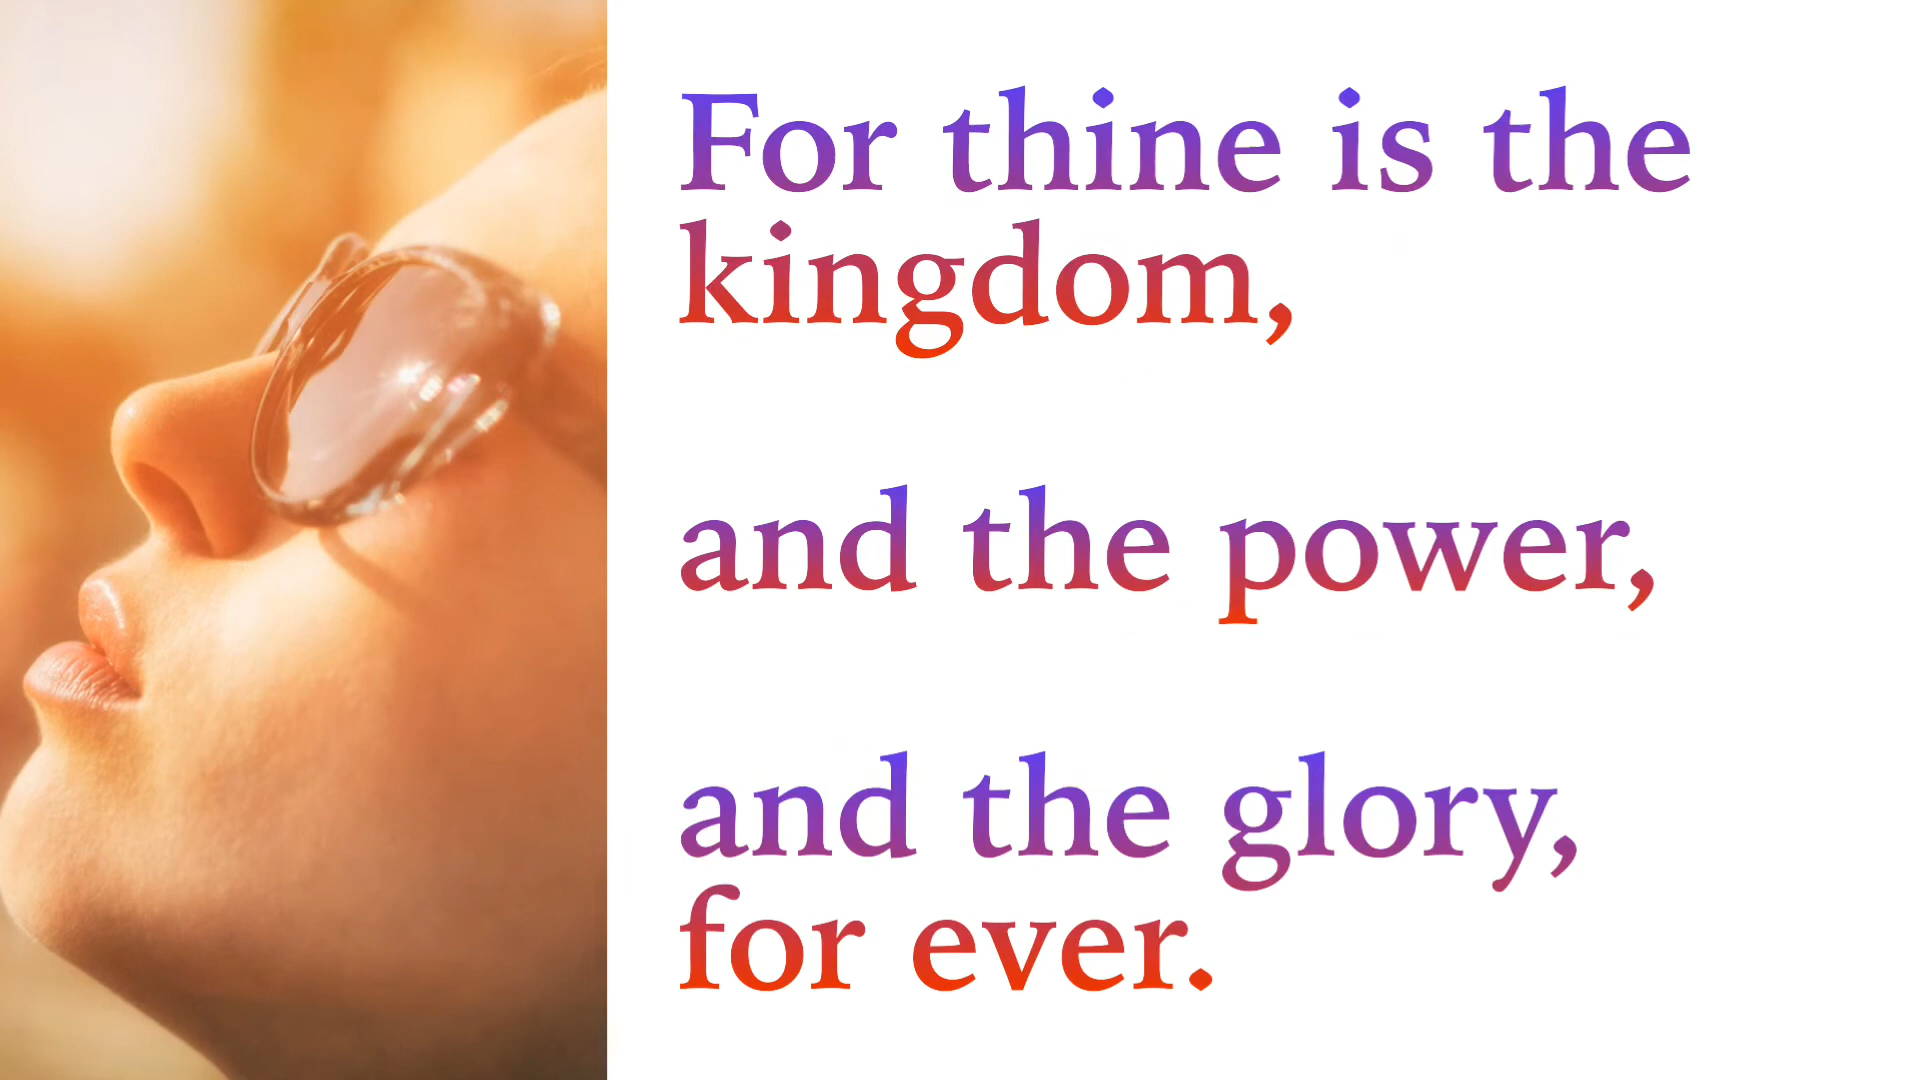 For thine is the
kingdom,
and the power,
and the glory,
for ever.